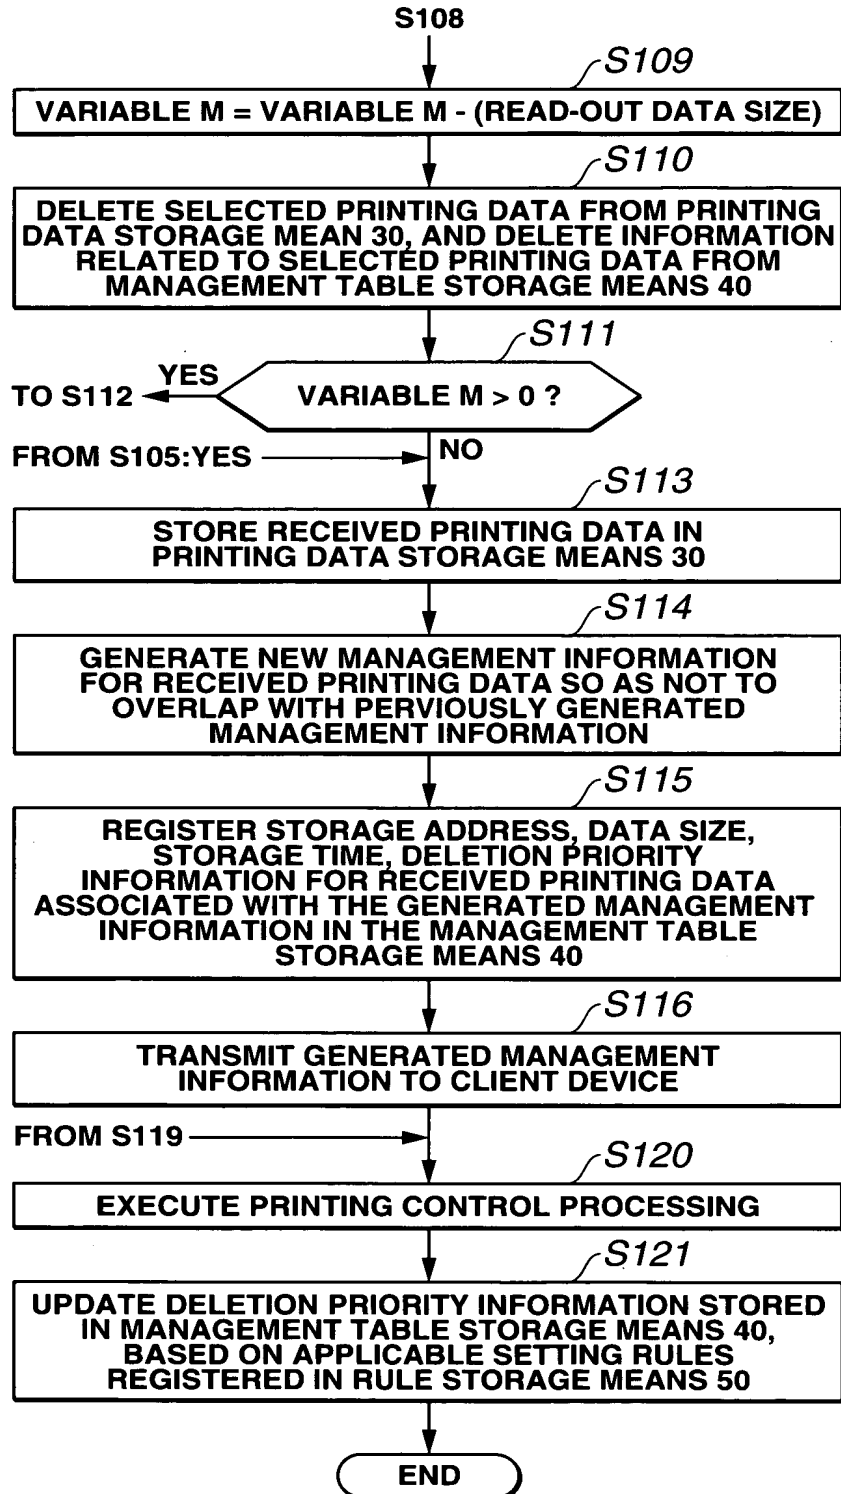 S108
S109
VARIABLE M = VARIABLE M - (READ-OUT DATA SIZE)
S110
DELETE SELECTED PRINTING DATA FROM PRINTING
DATA STORAGE MEAN 30, AND DELETE INFORMATION
RELATED TO SELECTED PRINTING DATA FROM
MANAGEMENT TABLE STORAGE MEANS 40
S111
YES
TO S112
VARIABLE M > 0 ?
FROM S105:YES
NO
S113
STORE RECEIVED PRINTING DATA IN
PRINTING DATA STORAGE MEANS 30
S114
GENERATE NEW MANAGEMENT INFORMATION
FOR RECEIVED PRINTING DATA SO AS NOT TO
OVERLAP WITH PERVIOUSLY GENERATED
MANAGEMENT INFORMATION
S115
REGISTER STORAGE ADDRESS, DATA SIZE,
STORAGE TIME, DELETION PRIORITY
INFORMATION FOR RECEIVED PRINTING DATA
ASSOCIATED WITH THE GENERATED MANAGEMENT
INFORMATION IN THE MANAGEMENT TABLE
STORAGE MEANS 40
S116
TRANSMIT GENERATED MANAGEMENT
INFORMATION TO CLIENT DEVICE
FROM S119
S120
EXECUTE PRINTING CONTROL PROCESSING
S121
UPDATE DELETION PRIORITY INFORMATION STORED
IN MANAGEMENT TABLE STORAGE MEANS 40,
BASED ON APPLICABLE SETTING RULES
REGISTERED IN RULE STORAGE MEANS 50
END